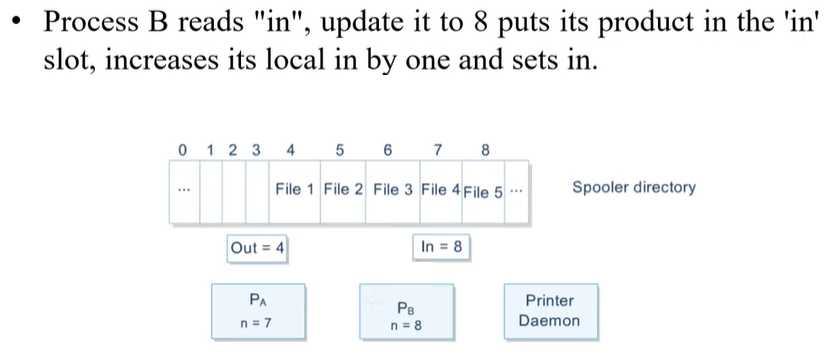 • Process B reads "in", update it to 8 puts its product in the 'in'
slot, increases its local in by one and sets in.
0 1 2 3 4 5 6 7 8
... File 1 File 2 File 3 File 4 File 5 ... Spooler directory
Out = 4 In = 8
PA PB Printer
n = 7 n = 8 Daemon